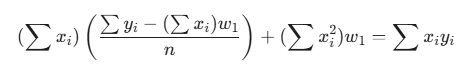 (∑ xᵢ) ( (∑ yᵢ − (∑ xᵢ)w₁) / n ) + (∑ xᵢ²)w₁ = ∑ xᵢyᵢ